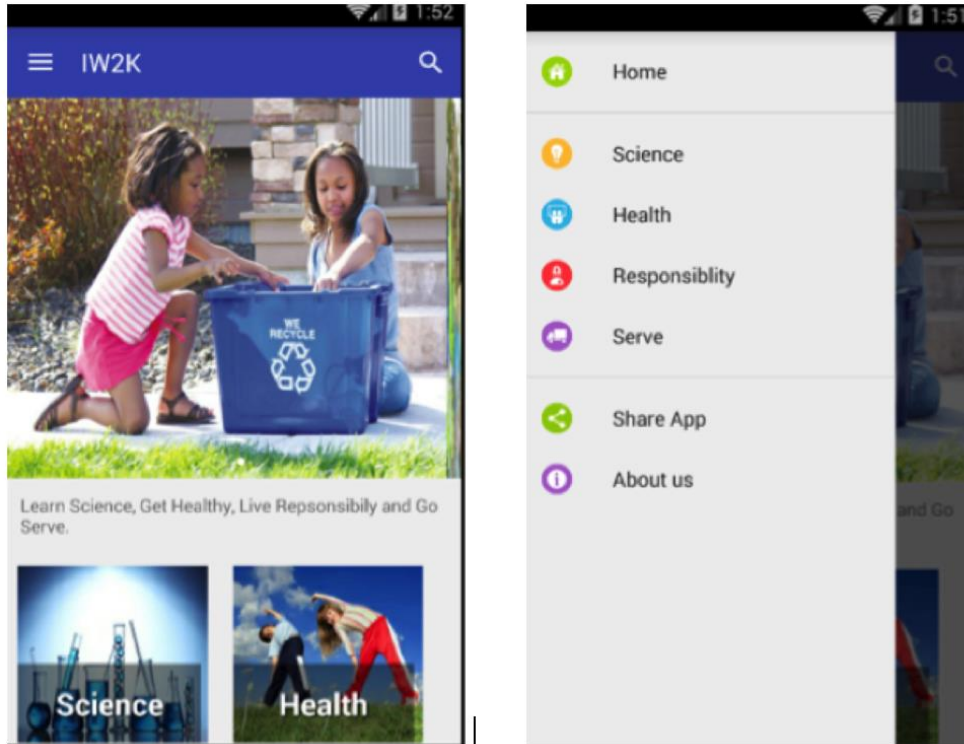 1:52
IW2K
WE
RECYCLE
Learn Science, Get Healthy, Live Repsonsibily and Go
Serve.
Science
Health
1:51
Home
Science
Health
Responsiblity
Serve
Share App
About us
and Go